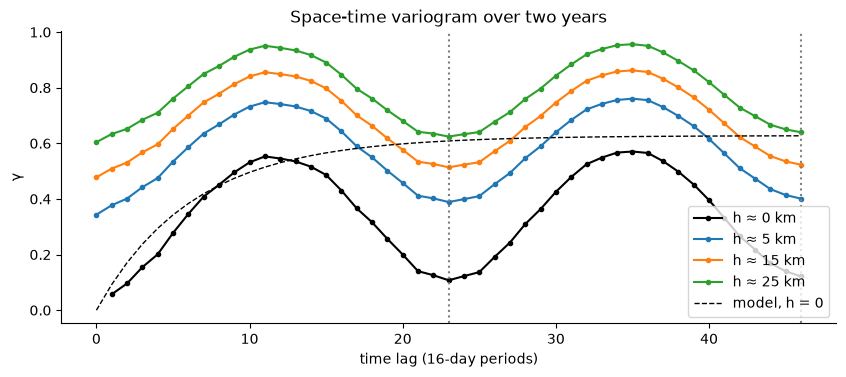 Space-time variogram over two years
γ
1.0
0.8
0.6
0.4
0.2
0.0
h ≈ 0 km
h ≈ 5 km
h ≈ 15 km
h ≈ 25 km
model, h = 0
0 10 20 30 40
time lag (16-day periods)